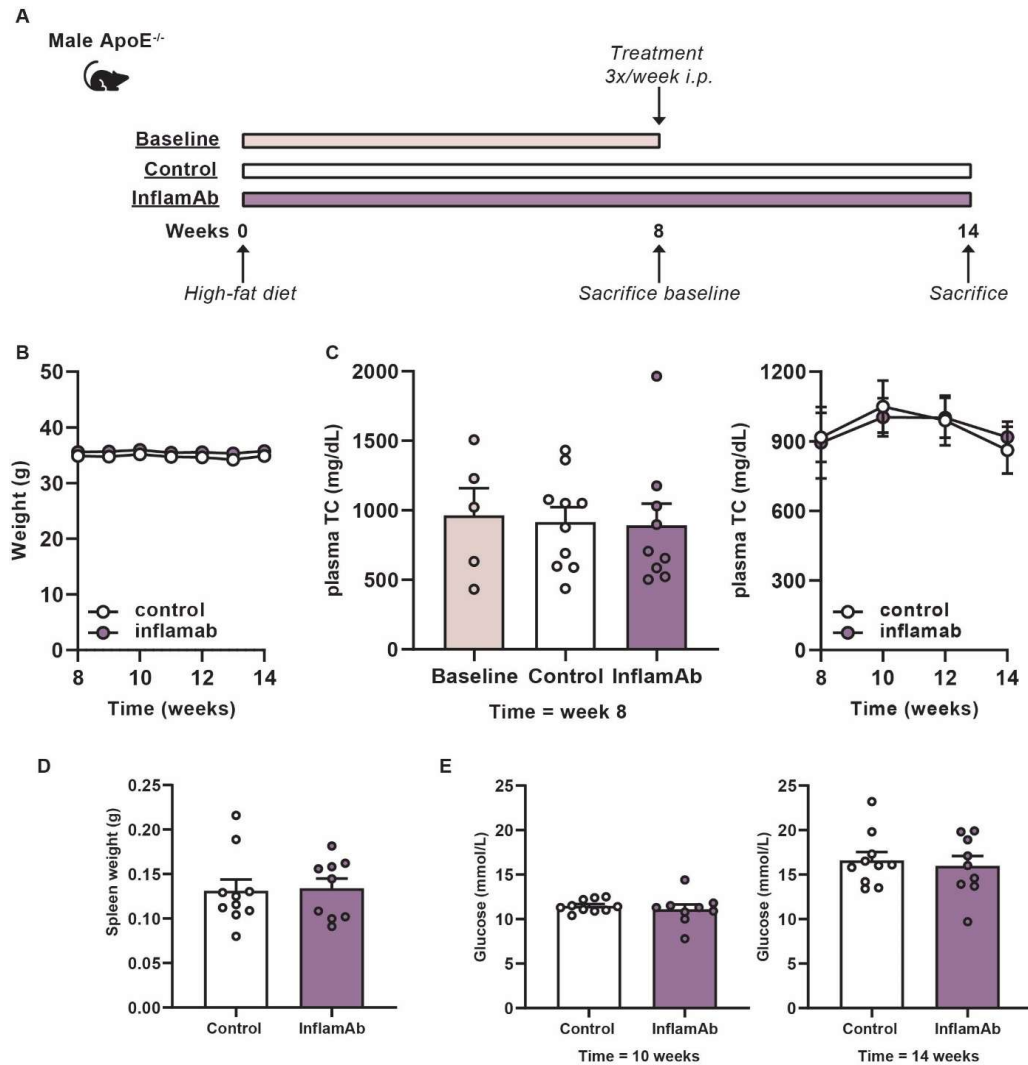 A
Male ApoE-/-
Treatment
3x/week i.p.
Baseline
Control
InflamAb
Weeks 0 8 14
High-fat diet Sacrifice baseline Sacrifice
B
Weight (g)
50
40
30
20
10
0
control
inflamab
8 10 12 14
Time (weeks)
C
plasma TC (mg/dL)
2000
1500
1000
500
0
Baseline Control InflamAb
Time = week 8
plasma TC (mg/dL)
1200
900
600
300
0
control
inflamab
8 10 12 14
Time (weeks)
D
Spleen weight (g)
0.25
0.20
0.15
0.10
0.05
0.00
Control InflamAb
E
Glucose (mmol/L)
25
20
15
10
5
0
Control InflamAb
Time = 10 weeks
Glucose (mmol/L)
25
20
15
10
5
0
Control InflamAb
Time = 14 weeks